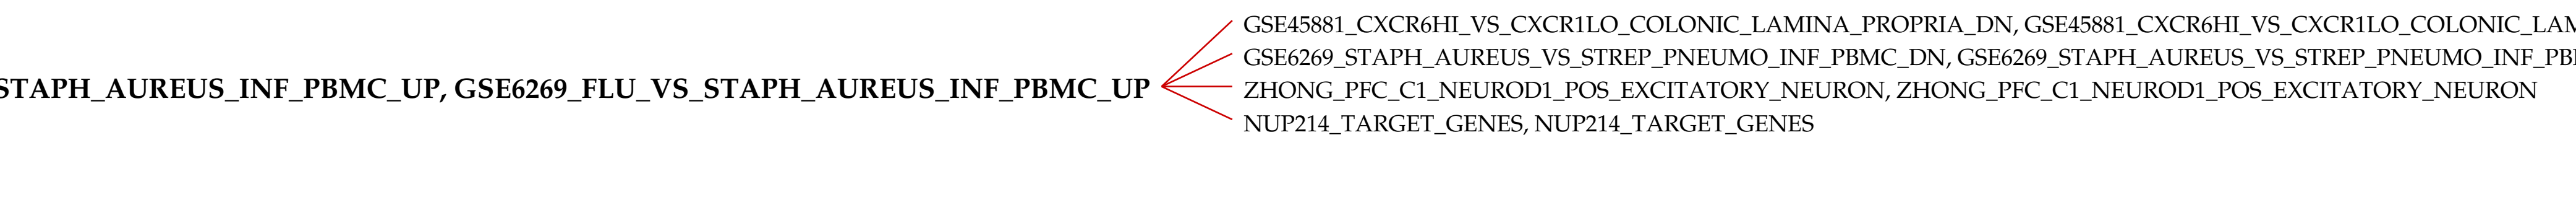 GSE45881_CXCR6HI_VS_CXCR1LO_COLONIC_LAMINA_PROPRIA_DN, GSE45881_CXCR6HI_VS_CXCR1LO_COLONIC_LAM
GSE6269_STAPH_AUREUS_VS_STREP_PNEUMO_INF_PBMC_DN, GSE6269_STAPH_AUREUS_VS_STREP_PNEUMO_INF_PB
STAPH_AUREUS_INF_PBMC_UP, GSE6269_FLU_VS_STAPH_AUREUS_INF_PBMC_UP
ZHONG_PFC_C1_NEUROD1_POS_EXCITATORY_NEURON, ZHONG_PFC_C1_NEUROD1_POS_EXCITATORY_NEURON
NUP214_TARGET_GENES, NUP214_TARGET_GENES